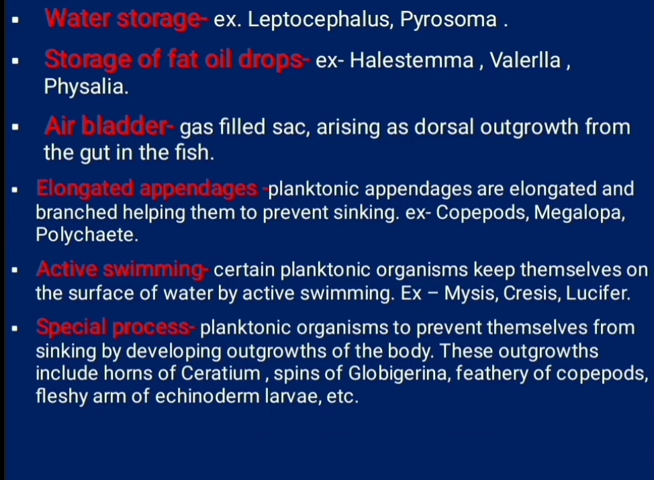 ▪ Water storage- ex. Leptocephalus, Pyrosoma .
▪ Storage of fat oil drops- ex- Halestemma , Valerlla ,
Physalia.
▪ Air bladder- gas filled sac, arising as dorsal outgrowth from
the gut in the fish.
▪ Elongated appendages -planktonic appendages are elongated and
branched helping them to prevent sinking. ex- Copepods, Megalopa,
Polychaete.
▪ Active swimming- certain planktonic organisms keep themselves on
the surface of water by active swimming. Ex – Mysis, Cresis, Lucifer.
▪ Special process- planktonic organisms to prevent themselves from
sinking by developing outgrowths of the body. These outgrowths
include horns of Ceratium , spins of Globigerina, feathery of copepods,
fleshy arm of echinoderm larvae, etc.